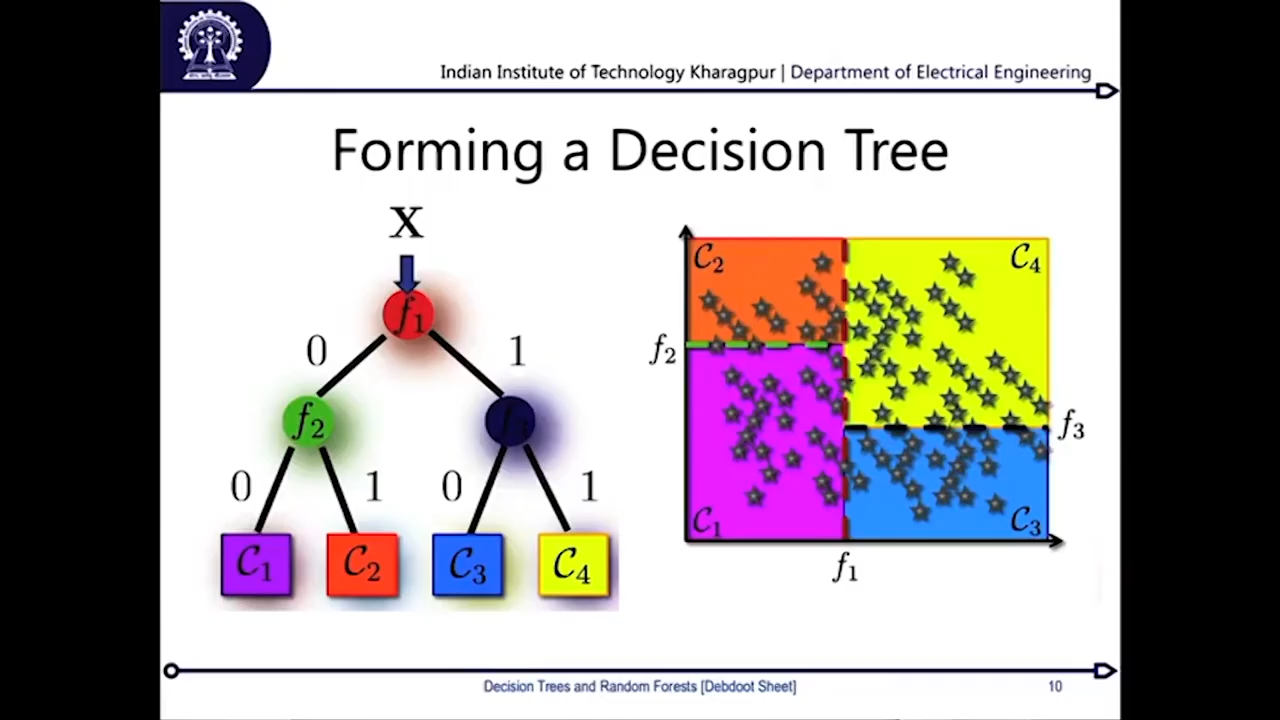 Indian Institute of Technology Kharagpur | Department of Electrical Engineering
Forming a Decision Tree
X
f₁
0 1
f₂ f₃
0 1 0 1
C₁ C₂ C₃ C₄
C₂ C₄
f₂
f₃
C₁ C₃
f₁
Decision Trees and Random Forests [Debdoot Sheet] 10